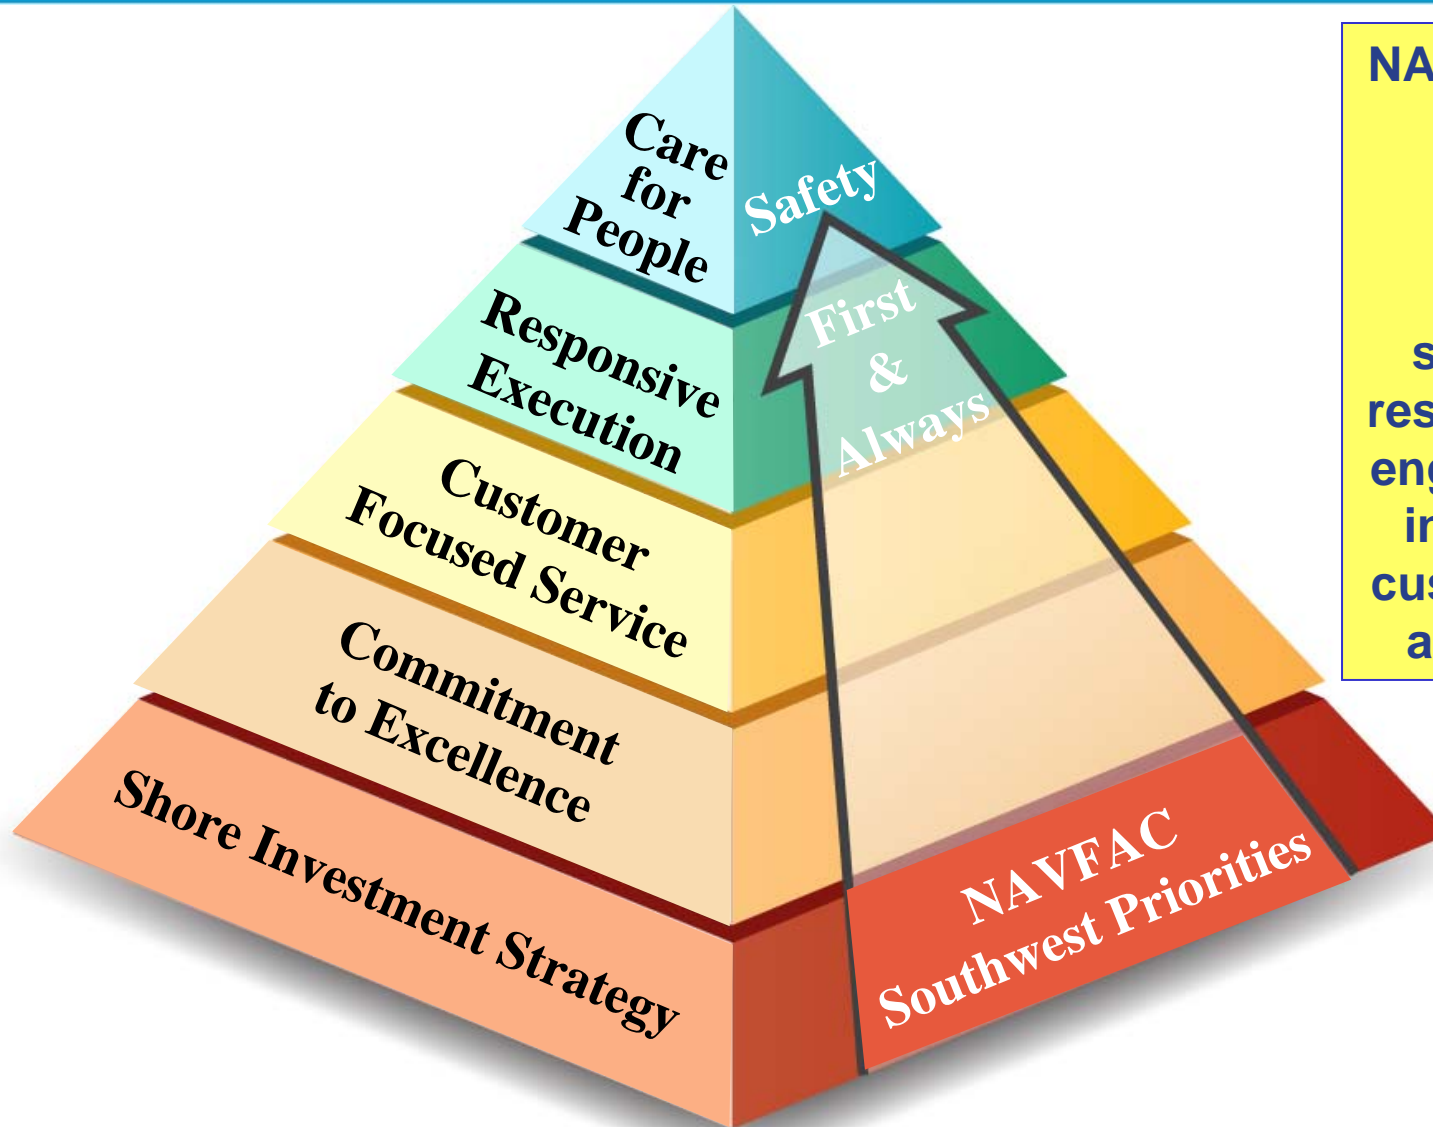 Care
for
People
Safety
First
&
Always
Responsive
Execution
Customer
Focused Service
Commitment
to Excellence
Shore Investment Strategy
NAVFAC
Southwest Priorities